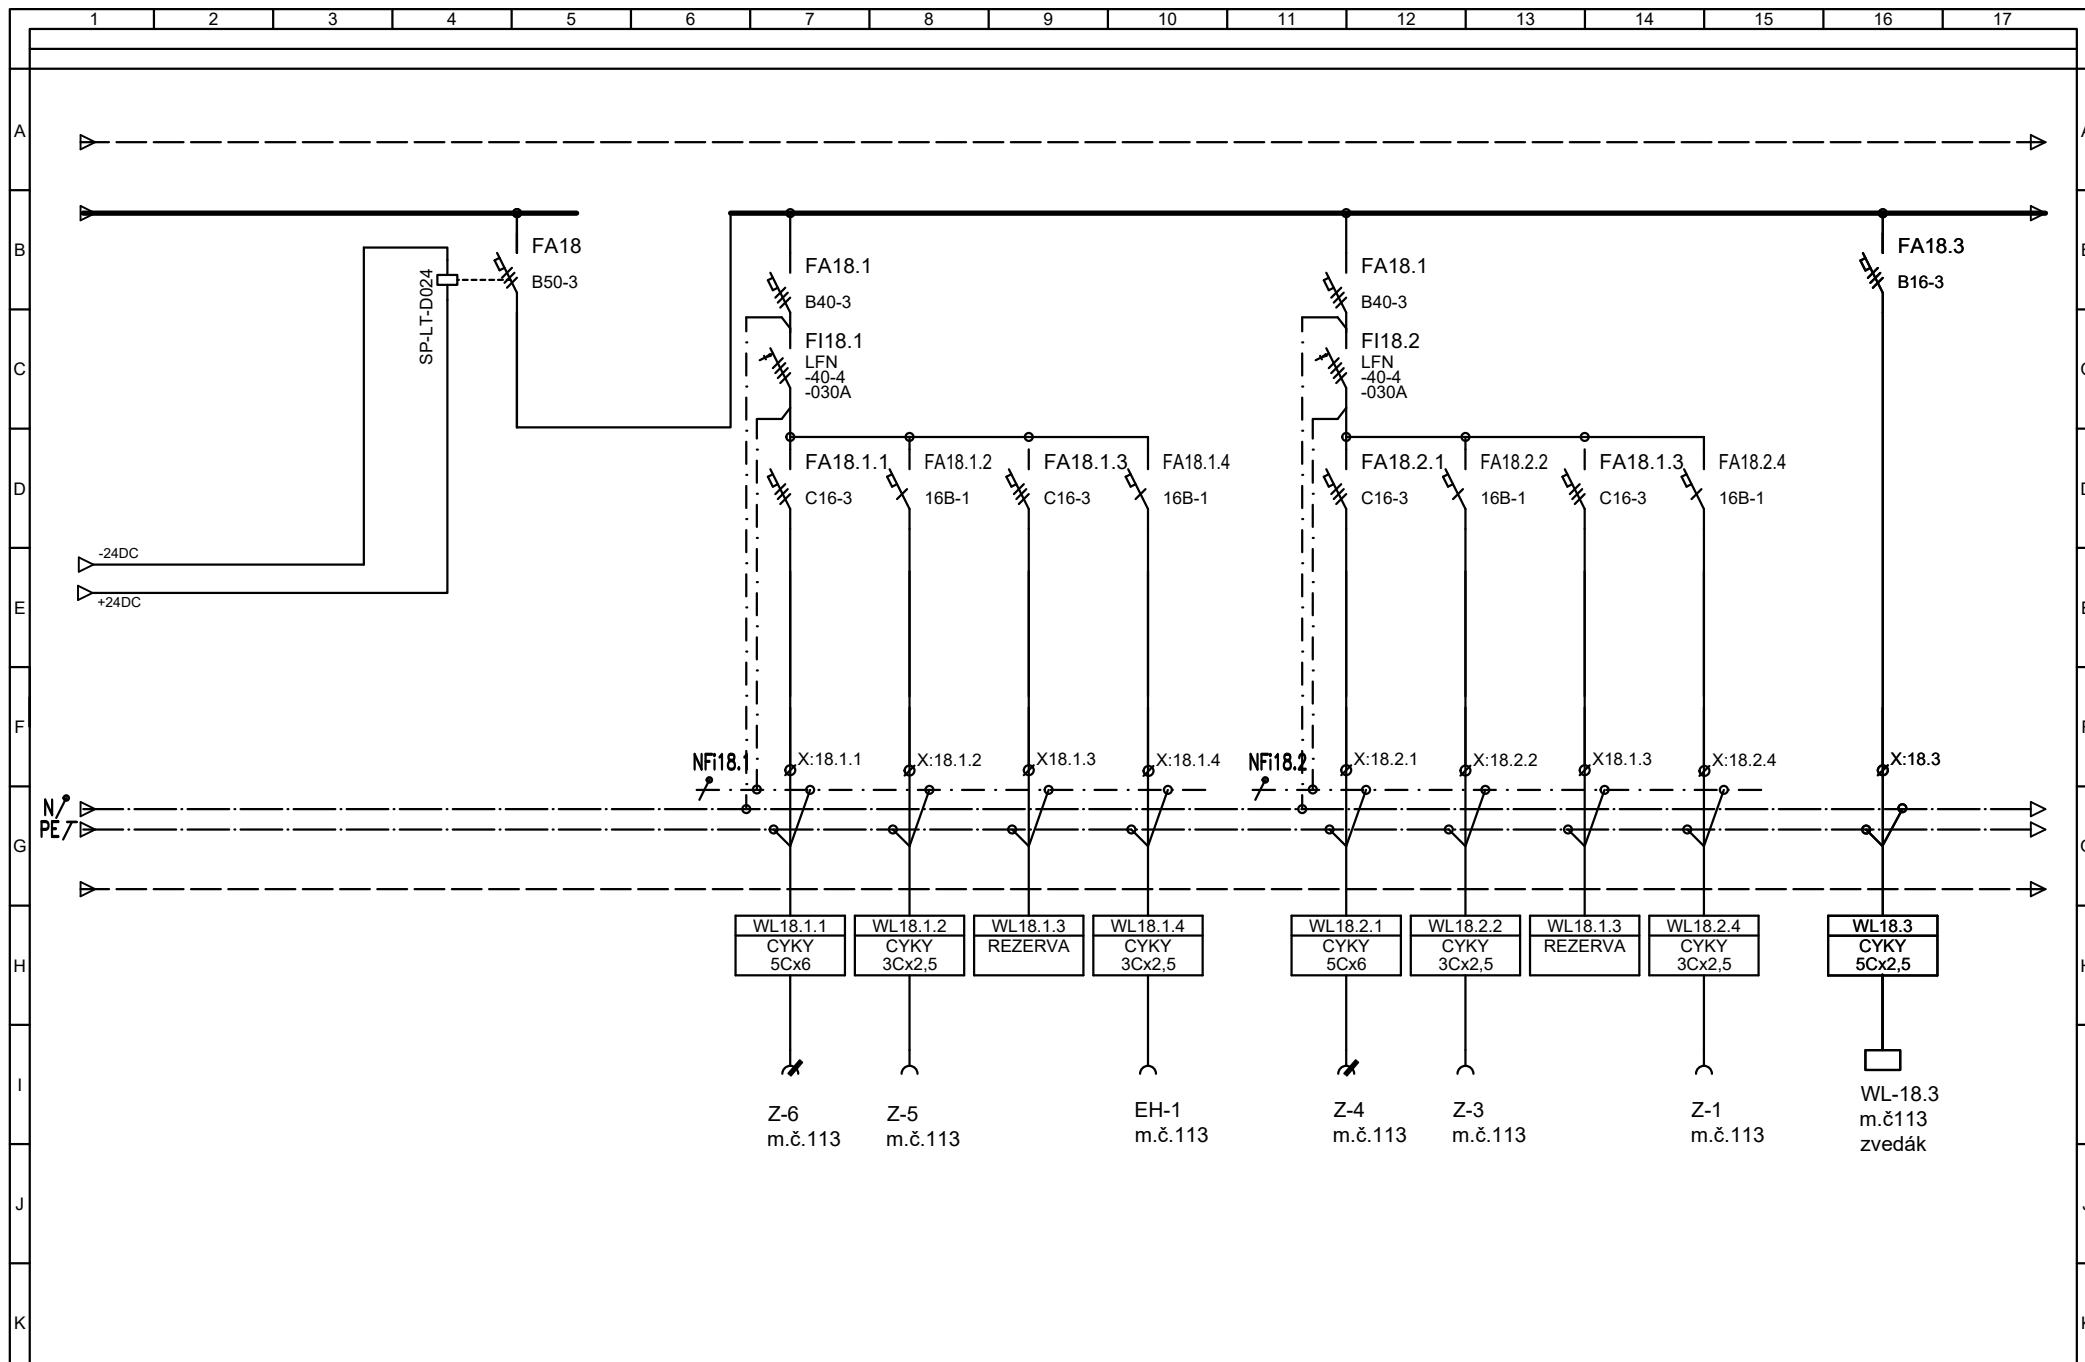 1 2 3 4 5 6 7 8 9 10 11 12 13 14 15 16 17
A
B
FA18
B50-3
SP-LT-D024
FA18.1
B40-3
FA18.1
B40-3
FA18.3
B16-3
C
FI18.1
LFN
-40-4
-030A
FI18.2
LFN
-40-4
-030A
D
FA18.1.1
C16-3
FA18.1.2
16B-1
FA18.1.3
C16-3
FA18.1.4
16B-1
FA18.2.1
C16-3
FA18.2.2
16B-1
FA18.1.3
C16-3
FA18.2.4
16B-1
-24DC
+24DC
E
F
NFi18.1
X:18.1.1
X:18.1.2
X18.1.3
X:18.1.4
NFi18.2
X:18.2.1
X:18.2.2
X18.1.3
X:18.2.4
X:18.3
N
PE
G
H
WL18.1.1
CYKY
5Cx6
WL18.1.2
CYKY
3Cx2,5
WL18.1.3
REZERVA
WL18.1.4
CYKY
3Cx2,5
WL18.2.1
CYKY
5Cx6
WL18.2.2
CYKY
3Cx2,5
WL18.1.3
REZERVA
WL18.2.4
CYKY
3Cx2,5
WL18.3
CYKY
5Cx2,5
I
Z-6
m.č.113
Z-5
m.č.113
EH-1
m.č.113
Z-4
m.č.113
Z-3
m.č.113
Z-1
m.č.113
WL-18.3
m.č113
zvedák
J
K